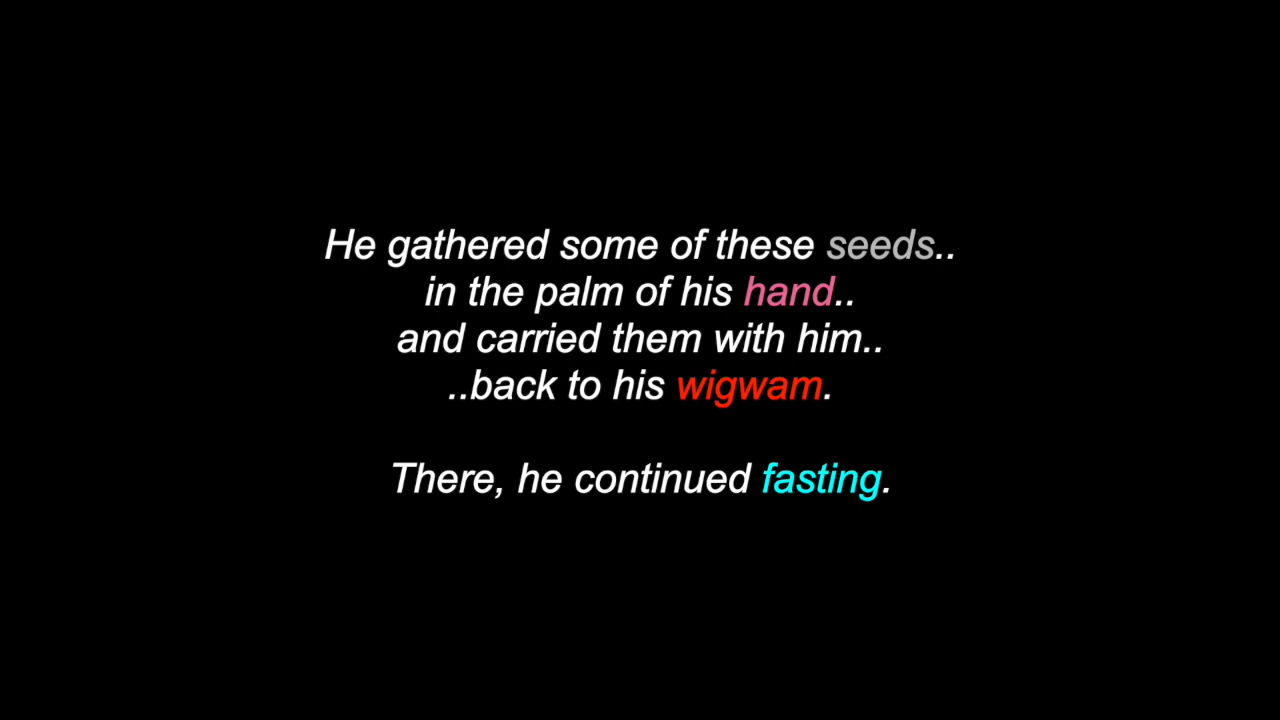 He gathered some of these seeds..
in the palm of his hand..
and carried them with him..
..back to his wigwam.
There, he continued fasting.